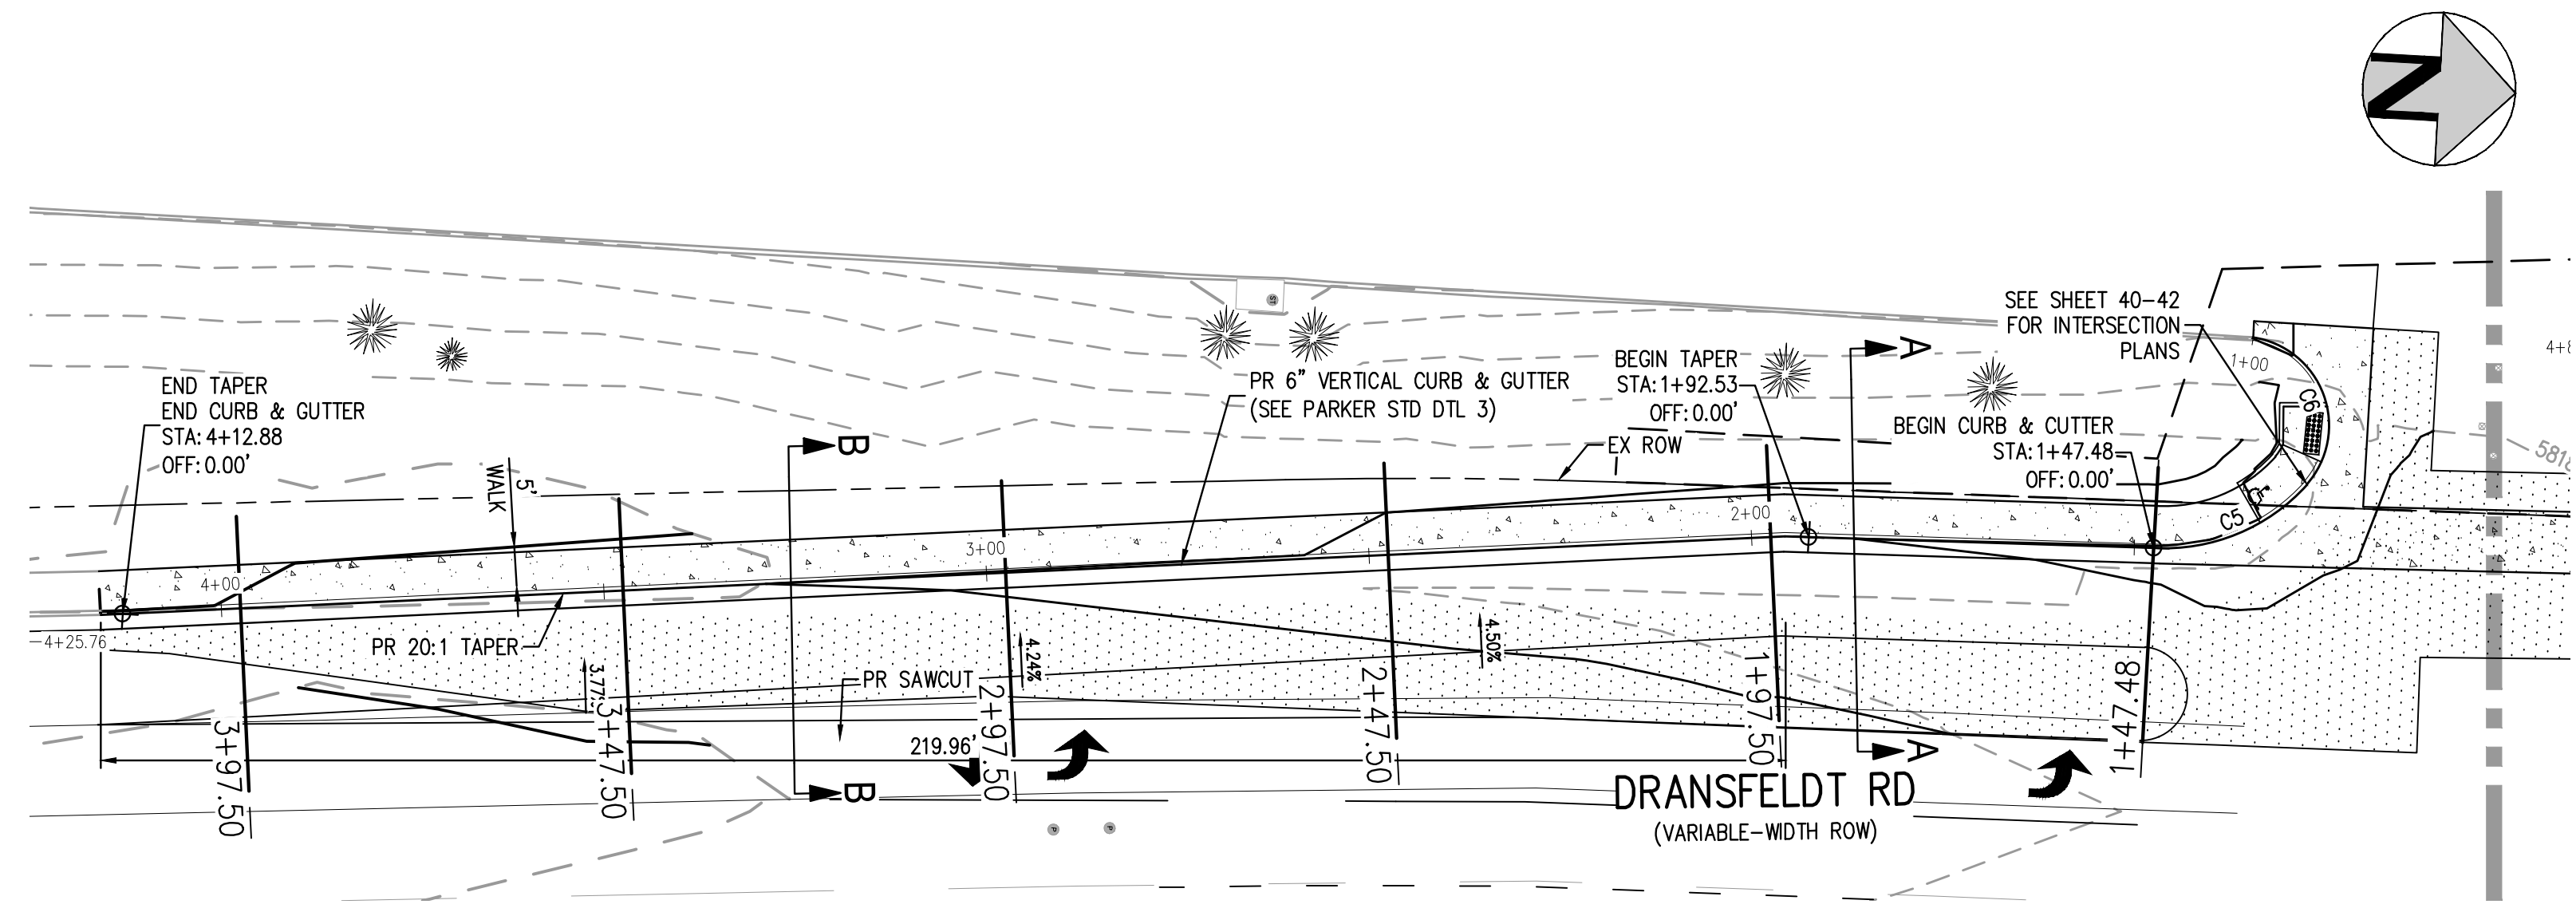 N
SEE SHEET 40-42
FOR INTERSECTION
PLANS
1+00
C6
C5
5818
BEGIN TAPER
STA:1+92.53
OFF:0.00'
A
BEGIN CURB & CUTTER
STA:1+47.48
OFF:0.00'
PR 6" VERTICAL CURB & GUTTER
(SEE PARKER STD DTL 3)
EX ROW
ST
END TAPER
END CURB & GUTTER
STA:4+12.88
OFF:0.00'
5'
WALK
B
2+00
3+00
4+00
4+25.76
PR 20:1 TAPER
PR SAWCUT
3.77%
4.24%
4.50%
219.96'
3+97.50
3+47.50
2+97.50
2+47.50
1+97.50
1+47.48
B
A
DRANSFELDT RD
(VARIABLE-WIDTH ROW)
P
P